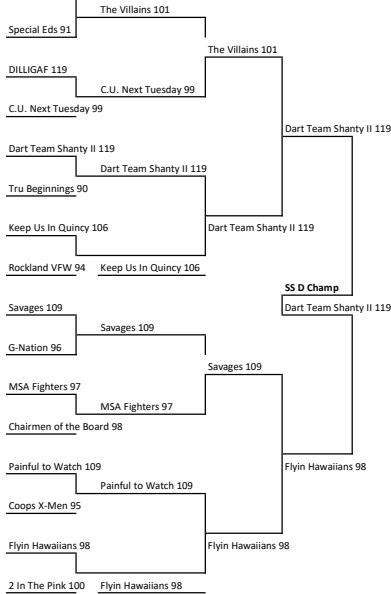 The Villains 101
Special Eds 91
The Villains 101
DILLIGAF 119
C.U. Next Tuesday 99
C.U. Next Tuesday 99
Dart Team Shanty II 119
Dart Team Shanty II 119
Dart Team Shanty II 119
Tru Beginnings 90
Keep Us In Quincy 106
Dart Team Shanty II 119
Rockland VFW 94
Keep Us In Quincy 106
SS D Champ
Savages 109
Dart Team Shanty II 119
Savages 109
G-Nation 96
Savages 109
MSA Fighters 97
MSA Fighters 97
Chairmen of the Board 98
Painful to Watch 109
Flyin Hawaiians 98
Painful to Watch 109
Coops X-Men 95
Flyin Hawaiians 98
Flyin Hawaiians 98
2 In The Pink 100
Flyin Hawaiians 98